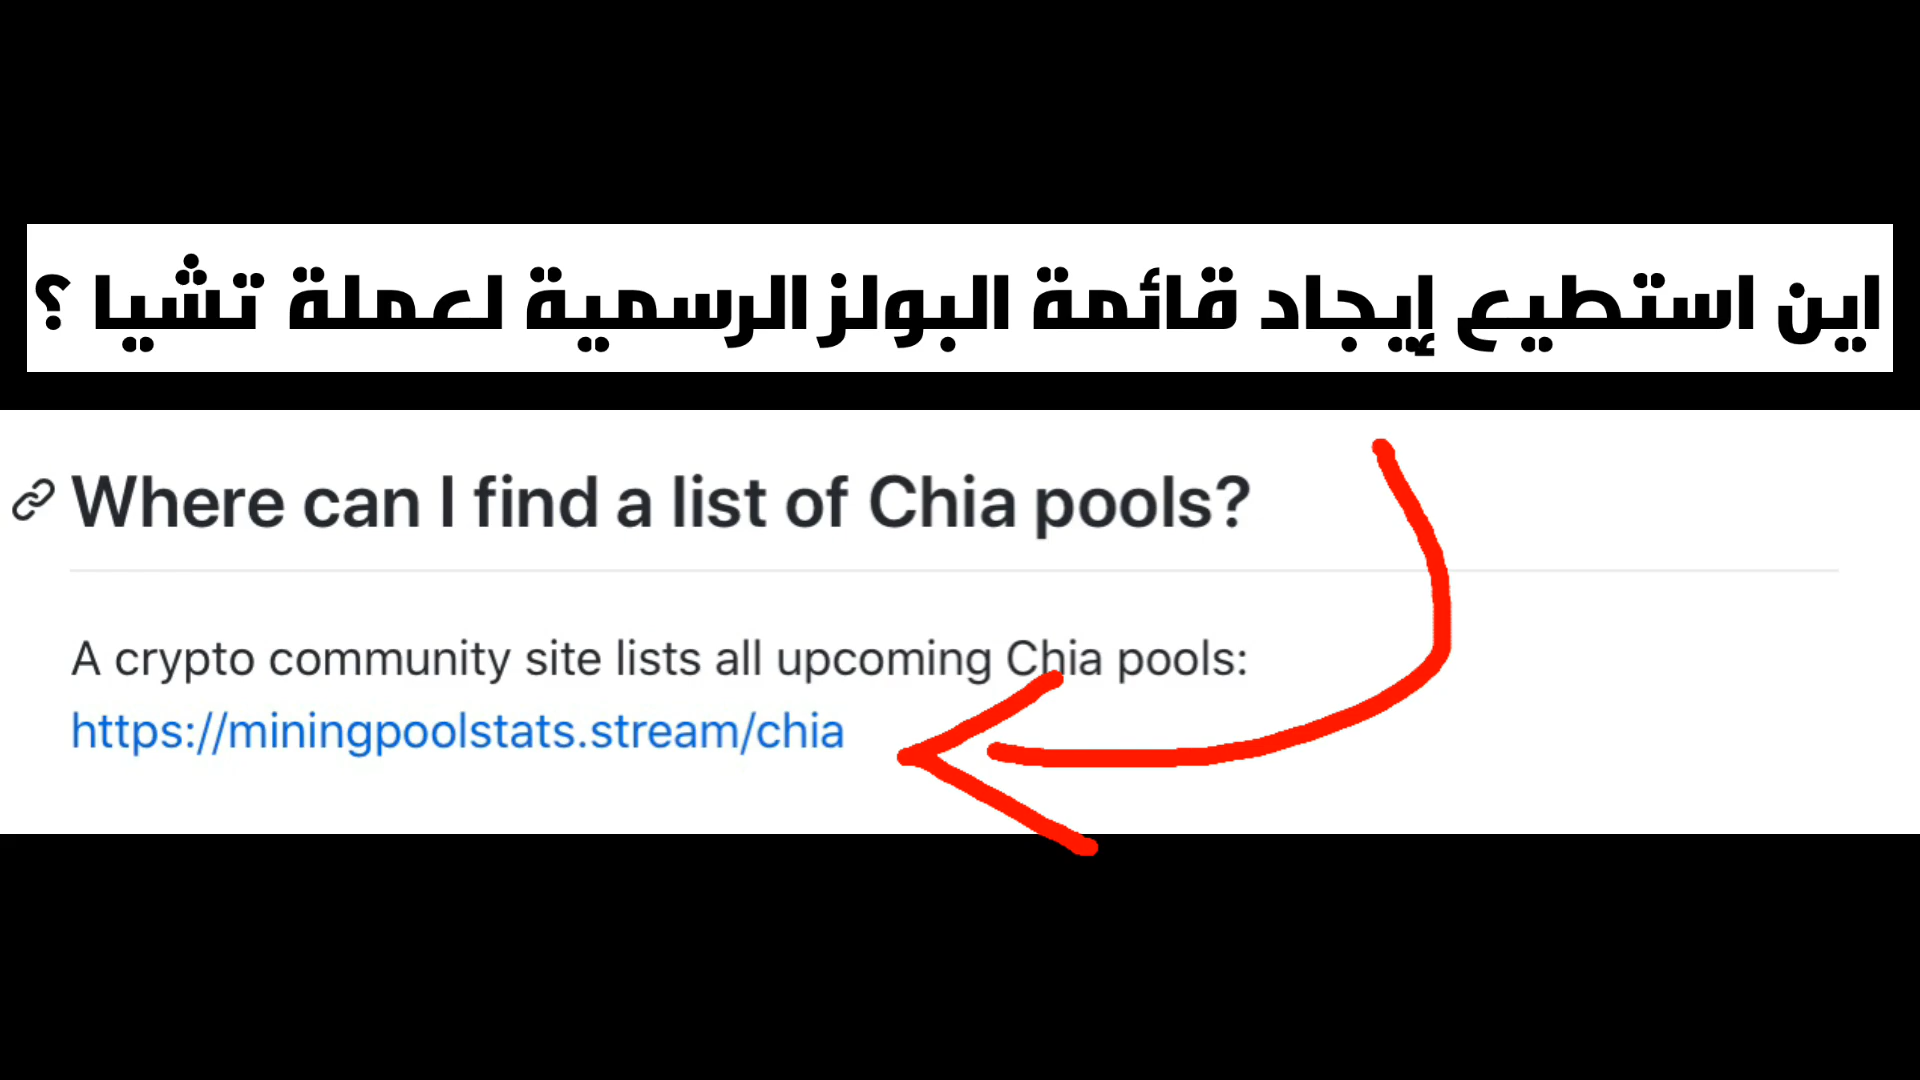 اين استطيع إيجاد قائمة البولز الرسمية لعملة تشيا ؟
Where can I find a list of Chia pools?
A crypto community site lists all upcoming Chia pools:
https://miningpoolstats.stream/chia